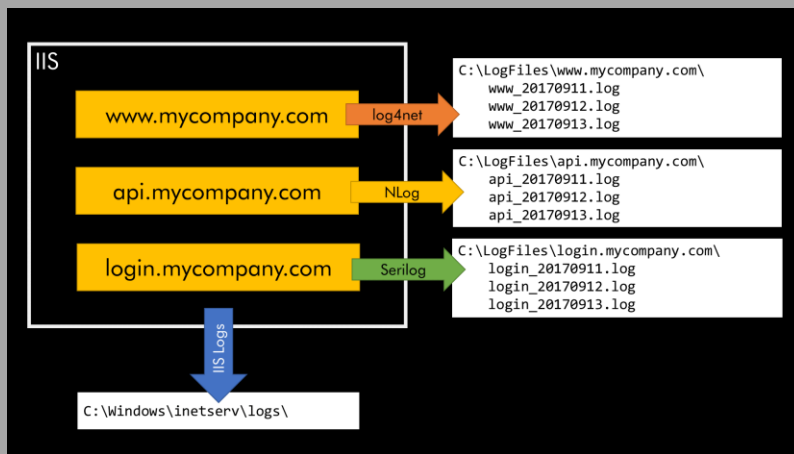 IIS
www.mycompany.com
log4net
C:\LogFiles\www.mycompany.com\
www_20170911.log
www_20170912.log
www_20170913.log
api.mycompany.com
NLog
C:\LogFiles\api.mycompany.com\
api_20170911.log
api_20170912.log
api_20170913.log
login.mycompany.com
Serilog
C:\LogFiles\login.mycompany.com\
login_20170911.log
login_20170912.log
login_20170913.log
IIS Logs
C:\Windows\inetserv\logs\